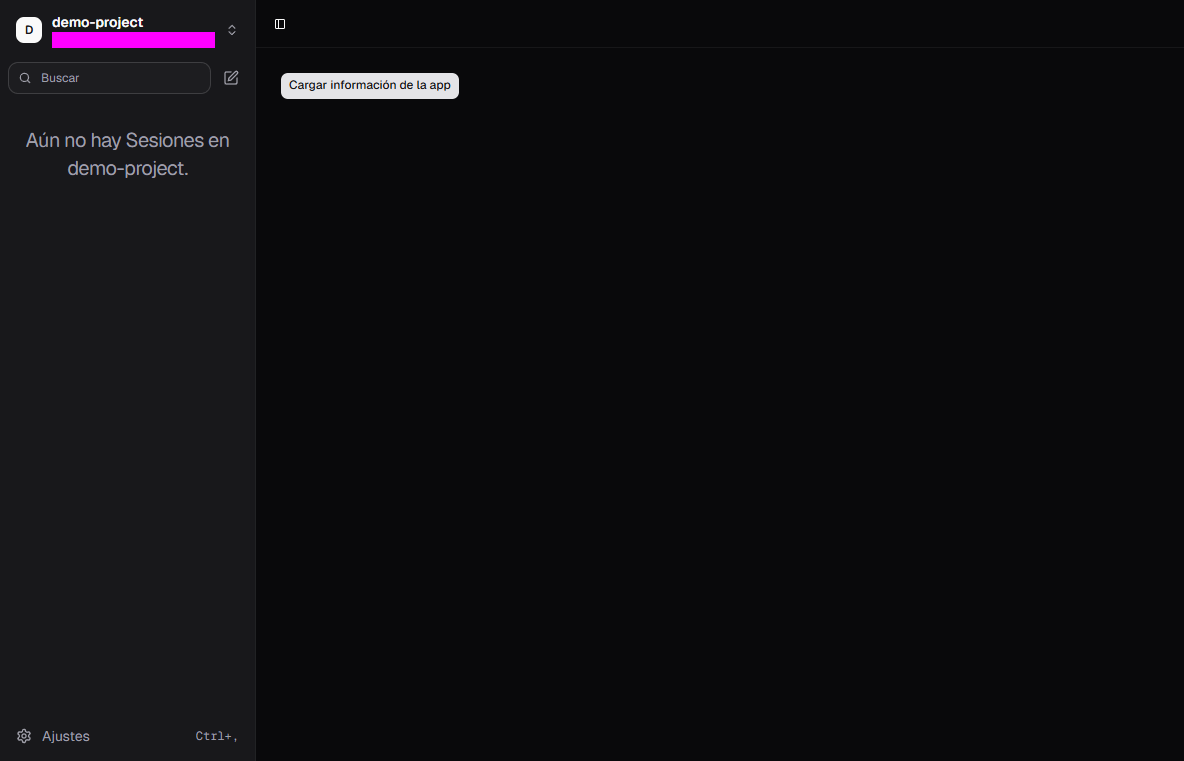 D
demo-project
Buscar
Cargar información de la app
Aún no hay Sesiones en
demo-project.
Ajustes
Ctrl+,